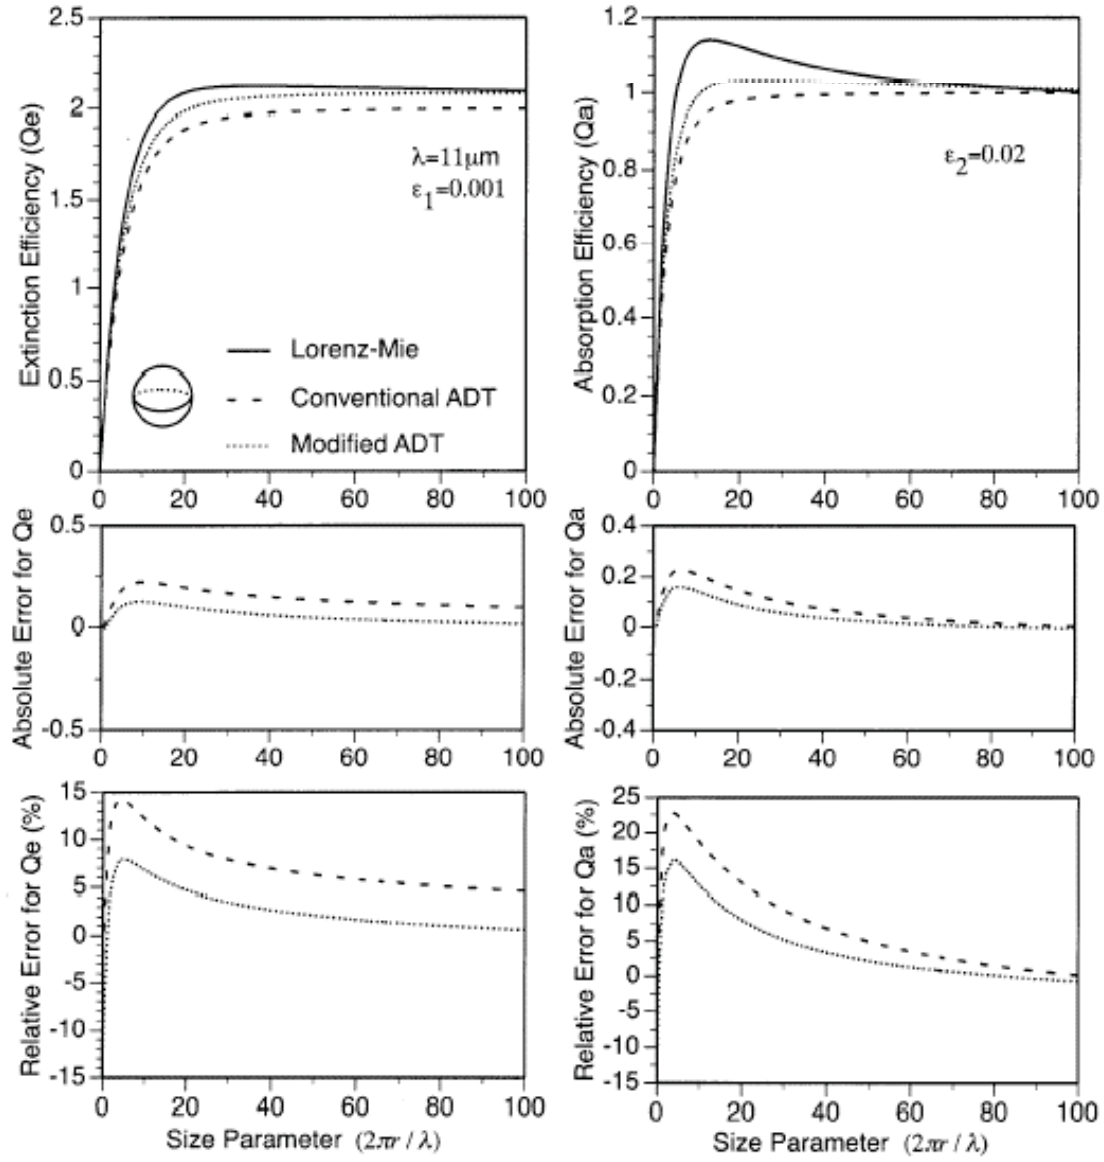 Extinction Efficiency (Qe)
2.5
2
1.5
1
0.5
0
0 20 40 60 80 100
λ=11μm
ε1=0.001
Lorenz-Mie
Conventional ADT
Modified ADT
Absorption Efficiency (Qa)
1.2
1.0
0.8
0.6
0.4
0.2
0
0 20 40 60 80 100
ε2=0.02
Absolute Error for Qe
0.5
0
-0.5
0 20 40 60 80 100
Absolute Error for Qa
0.4
0.2
0
-0.2
-0.4
0 20 40 60 80 100
Relative Error for Qe (%)
15
10
5
0
-5
-10
-15
0 20 40 60 80 100
Size Parameter (2πr / λ)
Relative Error for Qa (%)
25
20
15
10
5
0
-5
-10
-15
0 20 40 60 80 100
Size Parameter (2πr / λ)